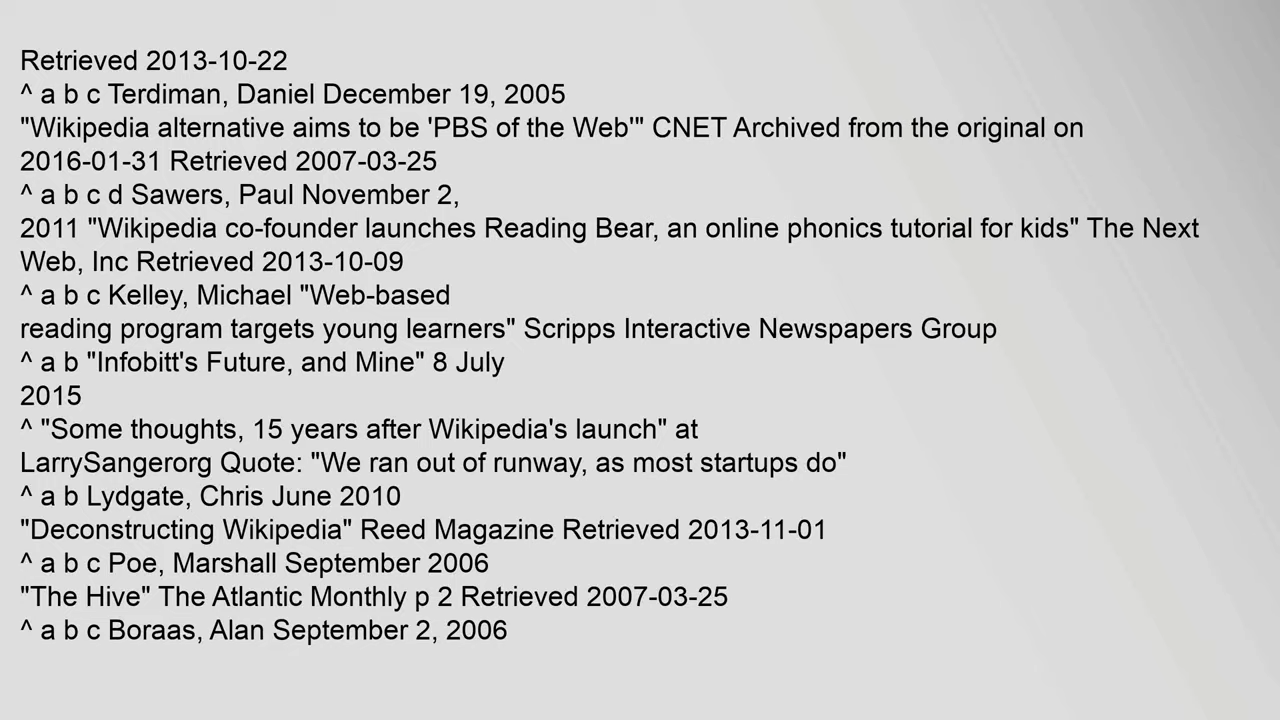 Retrieved 2013-10-22
^ a b c Terdiman, Daniel December 19, 2005
"Wikipedia alternative aims to be 'PBS of the Web'" CNET Archived from the original on
2016-01-31 Retrieved 2007-03-25
^ a b c d Sawers, Paul November 2,
2011 "Wikipedia co-founder launches Reading Bear, an online phonics tutorial for kids" The Next
Web, Inc Retrieved 2013-10-09
^ a b c Kelley, Michael "Web-based
reading program targets young learners" Scripps Interactive Newspapers Group
^ a b "Infobitt's Future, and Mine" 8 July
2015
^ "Some thoughts, 15 years after Wikipedia's launch" at
LarrySangerorg Quote: "We ran out of runway, as most startups do"
^ a b Lydgate, Chris June 2010
"Deconstructing Wikipedia" Reed Magazine Retrieved 2013-11-01
^ a b c Poe, Marshall September 2006
"The Hive" The Atlantic Monthly p 2 Retrieved 2007-03-25
^ a b c Boraas, Alan September 2, 2006